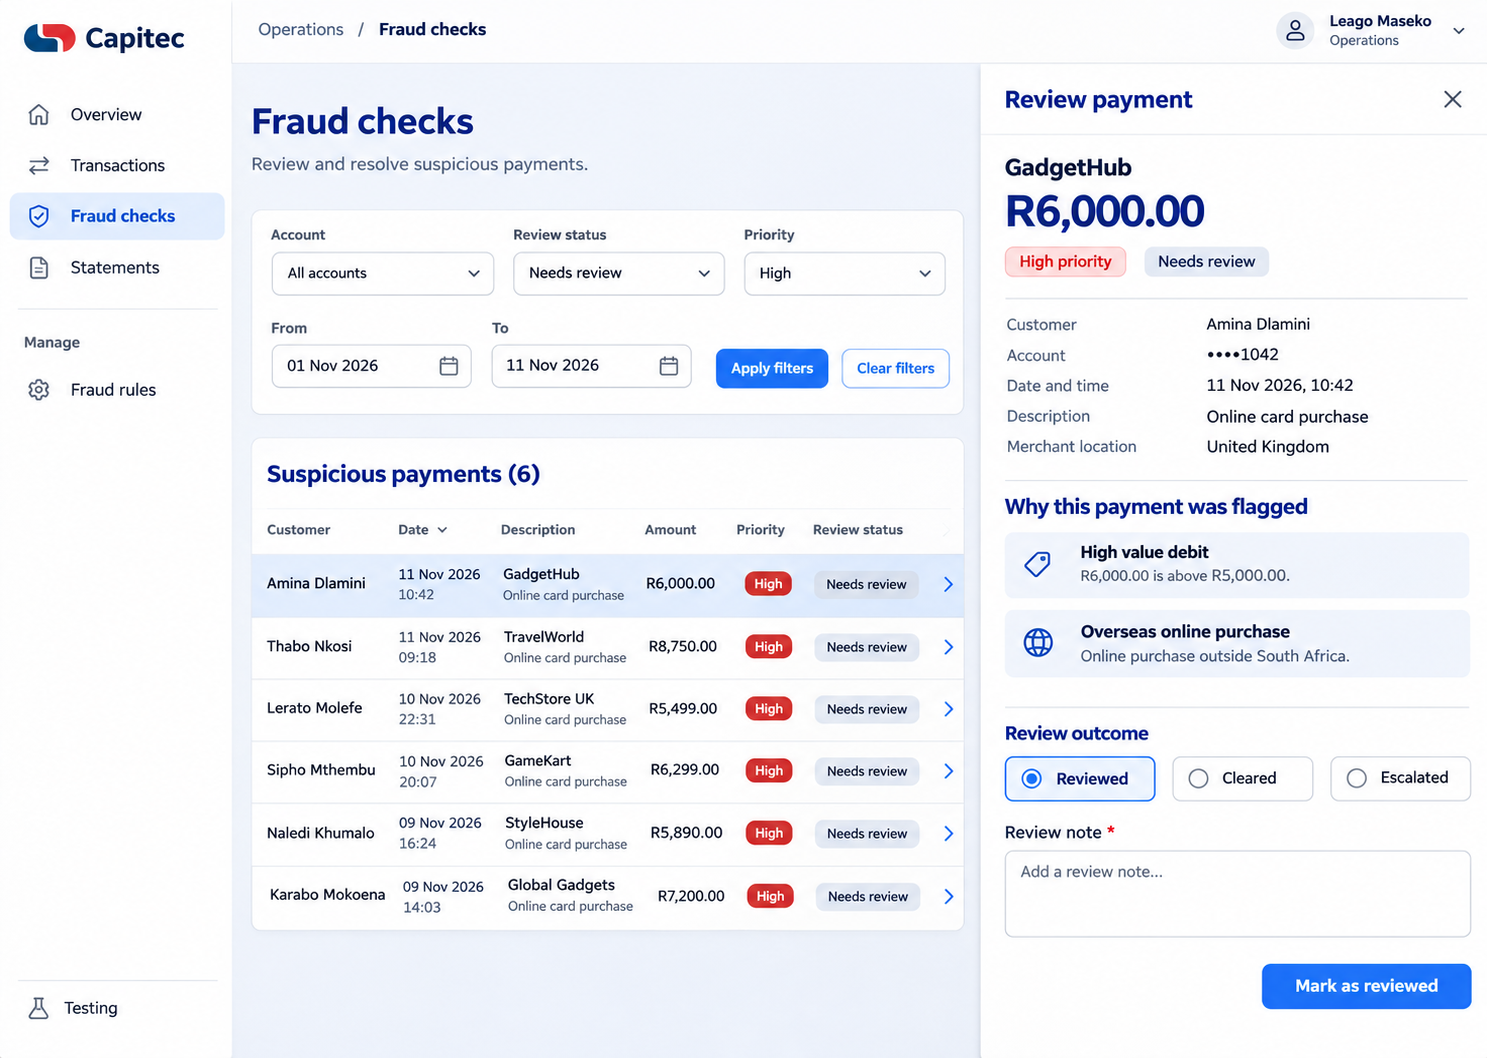 Capitec
Overview
Transactions
Fraud checks
Statements
Manage
Fraud rules
Testing
Operations / Fraud checks
Leago Maseko
Operations
Fraud checks
Review and resolve suspicious payments.
Account
Review status
Priority
All accounts
Needs review
High
From
To
01 Nov 2026
11 Nov 2026
Apply filters
Clear filters
Suspicious payments (6)
Customer Date Description Amount Priority Review status
Amina Dlamini 11 Nov 2026 GadgetHub R6,000.00 High Needs review
10:42 Online card purchase
Thabo Nkosi 11 Nov 2026 TravelWorld R8,750.00 High Needs review
09:18 Online card purchase
Lerato Molefe 10 Nov 2026 TechStore UK R5,499.00 High Needs review
22:31 Online card purchase
Sipho Mthembu 10 Nov 2026 GameKart R6,299.00 High Needs review
20:07 Online card purchase
Naledi Khumalo 09 Nov 2026 StyleHouse R5,890.00 High Needs review
16:24 Online card purchase
Karabo Mokoena 09 Nov 2026 Global Gadgets R7,200.00 High Needs review
14:03 Online card purchase
Review payment
GadgetHub
R6,000.00
High priority Needs review
Customer Amina Dlamini
Account ••••1042
Date and time 11 Nov 2026, 10:42
Description Online card purchase
Merchant location United Kingdom
Why this payment was flagged
High value debit
R6,000.00 is above R5,000.00.
Overseas online purchase
Online purchase outside South Africa.
Review outcome
Reviewed Cleared Escalated
Review note *
Add a review note...
Mark as reviewed